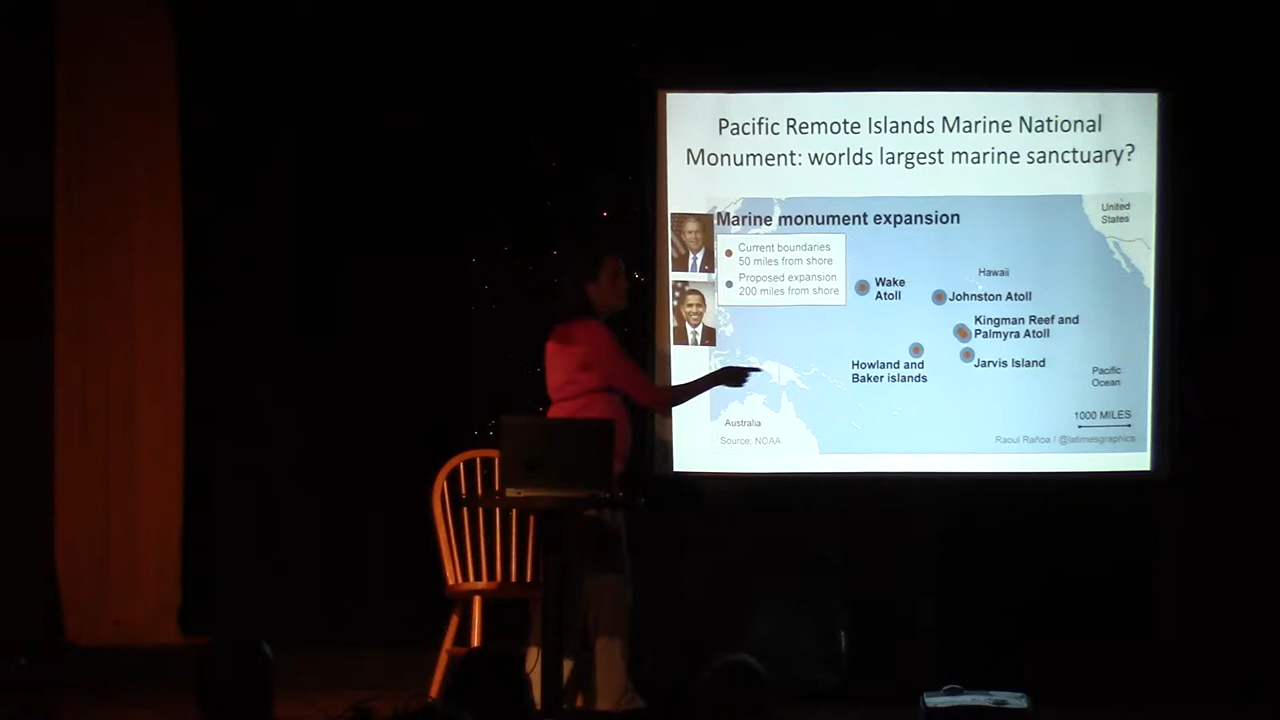 Pacific Remote Islands Marine National
Monument: worlds largest marine sanctuary?
Marine monument expansion
Current boundaries
50 miles from shore
Proposed expansion
200 miles from shore
United
States
Hawaii
Wake
Atoll
Johnston Atoll
Kingman Reef and
Palmyra Atoll
Howland and
Baker islands
Jarvis Island
Pacific
Ocean
1000 MILES
Australia
Source: NOAA
Raoul Rañoa / @latimesgraphics